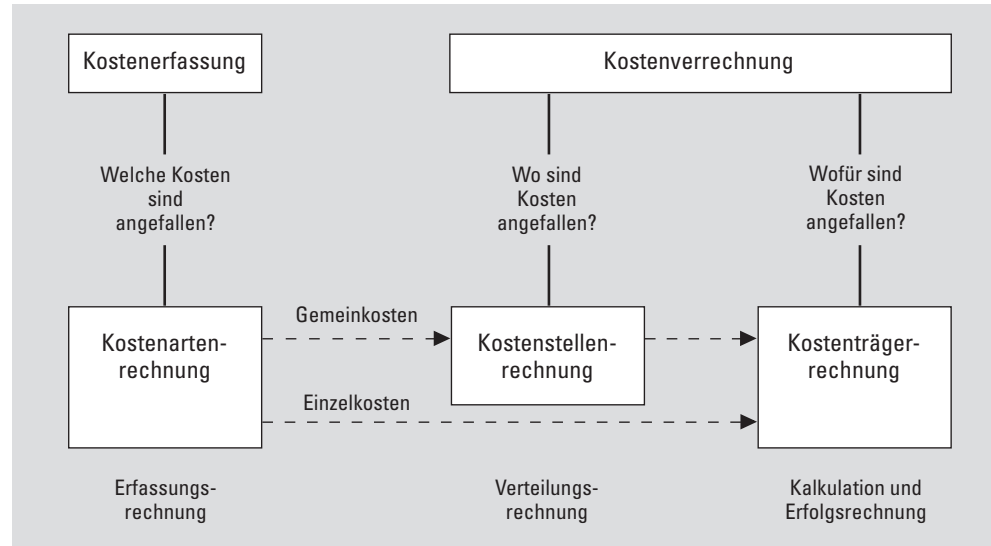 Kostenerfassung
Kostenverrechnung
Welche Kosten
sind
angefallen?
Wo sind
Kosten
angefallen?
Wofür sind
Kosten
angefallen?
Kostenarten-
rechnung
Gemeinkosten
Einzelkosten
Kostenstellen-
rechnung
Kostenträger-
rechnung
Erfassungs-
rechnung
Verteilungs-
rechnung
Kalkulation und
Erfolgsrechnung